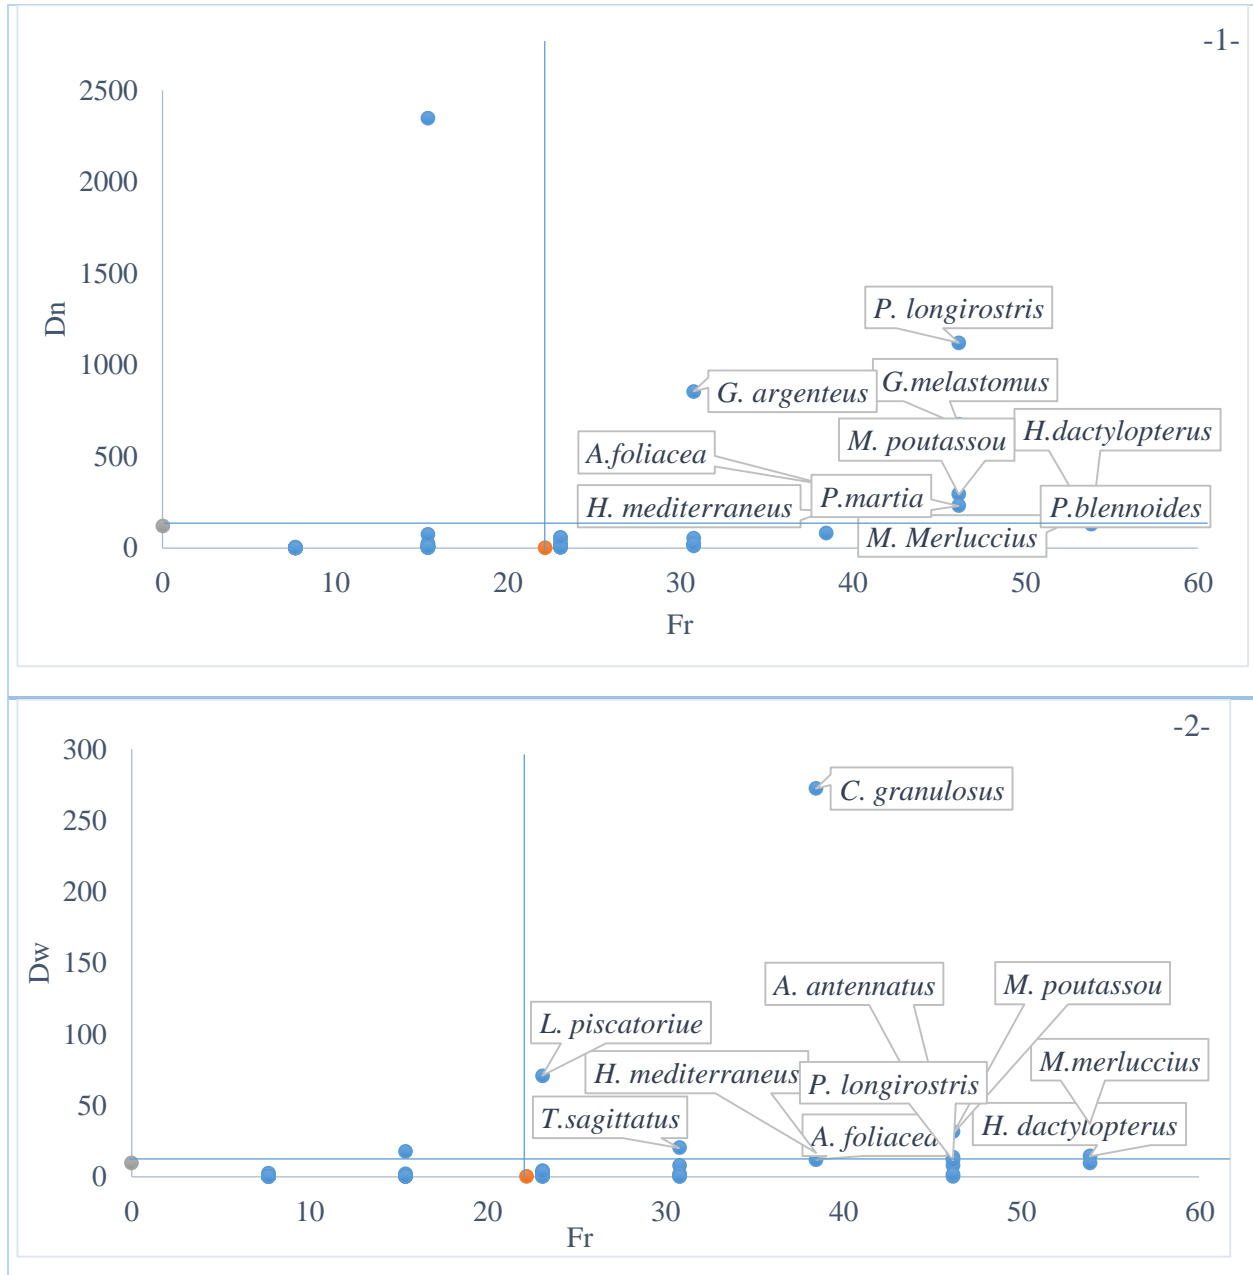 -1-
2500
2000
1500
1000
500
0
Dn
P. longirostris
G. argenteus
G.melastomus
M. poutassou
H.dactylopterus
A.foliacea
P.martia
H. mediterraneus
P.blennoides
M. Merluccius
0 10 20 30 40 50 60
Fr
-2-
300
250
200
150
100
50
0
Dw
C. granulosus
A. antennatus
M. poutassou
L. piscatoriue
H. mediterraneus
P. longirostris
M.merluccius
T.sagittatus
A. foliacea
H. dactylopterus
0 10 20 30 40 50 60
Fr